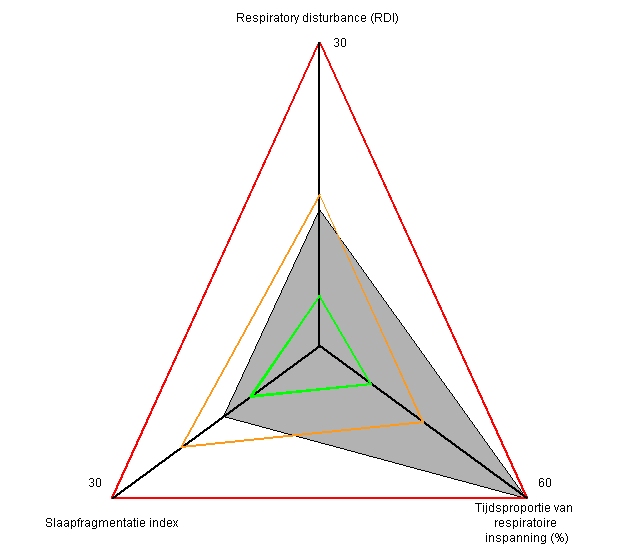 Respiratory disturbance (RDI)
30
30
60
Slaapfragmentatie index
Tijdsproportie van
respiratoire
inspanning (%)